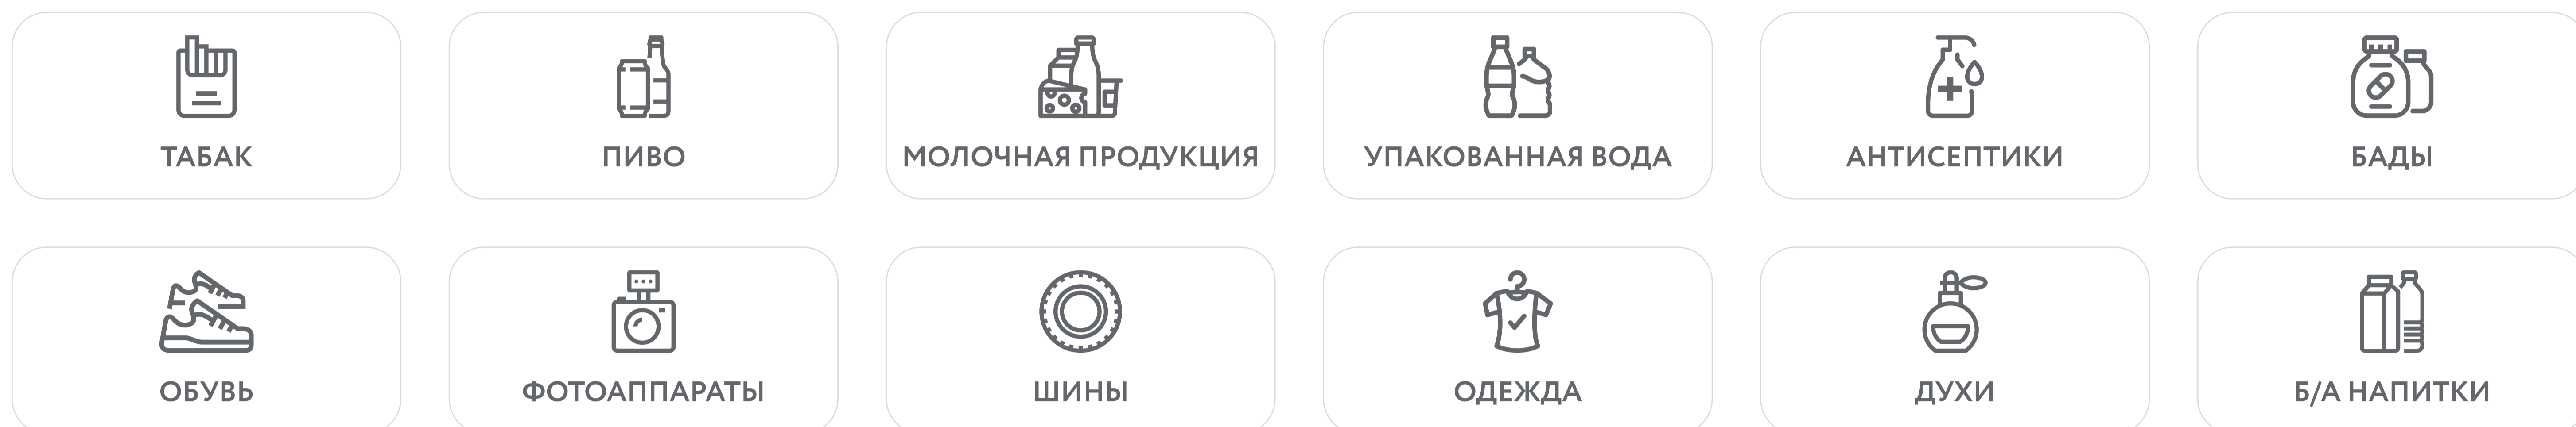 ТАБАК
ПИВО
МОЛОЧНАЯ ПРОДУКЦИЯ
УПАКОВАННАЯ ВОДА
АНТИСЕПТИКИ
БАДЫ
ОБУВЬ
ФОТОАППАРАТЫ
ШИНЫ
ОДЕЖДА
ДУХИ
Б/А НАПИТКИ